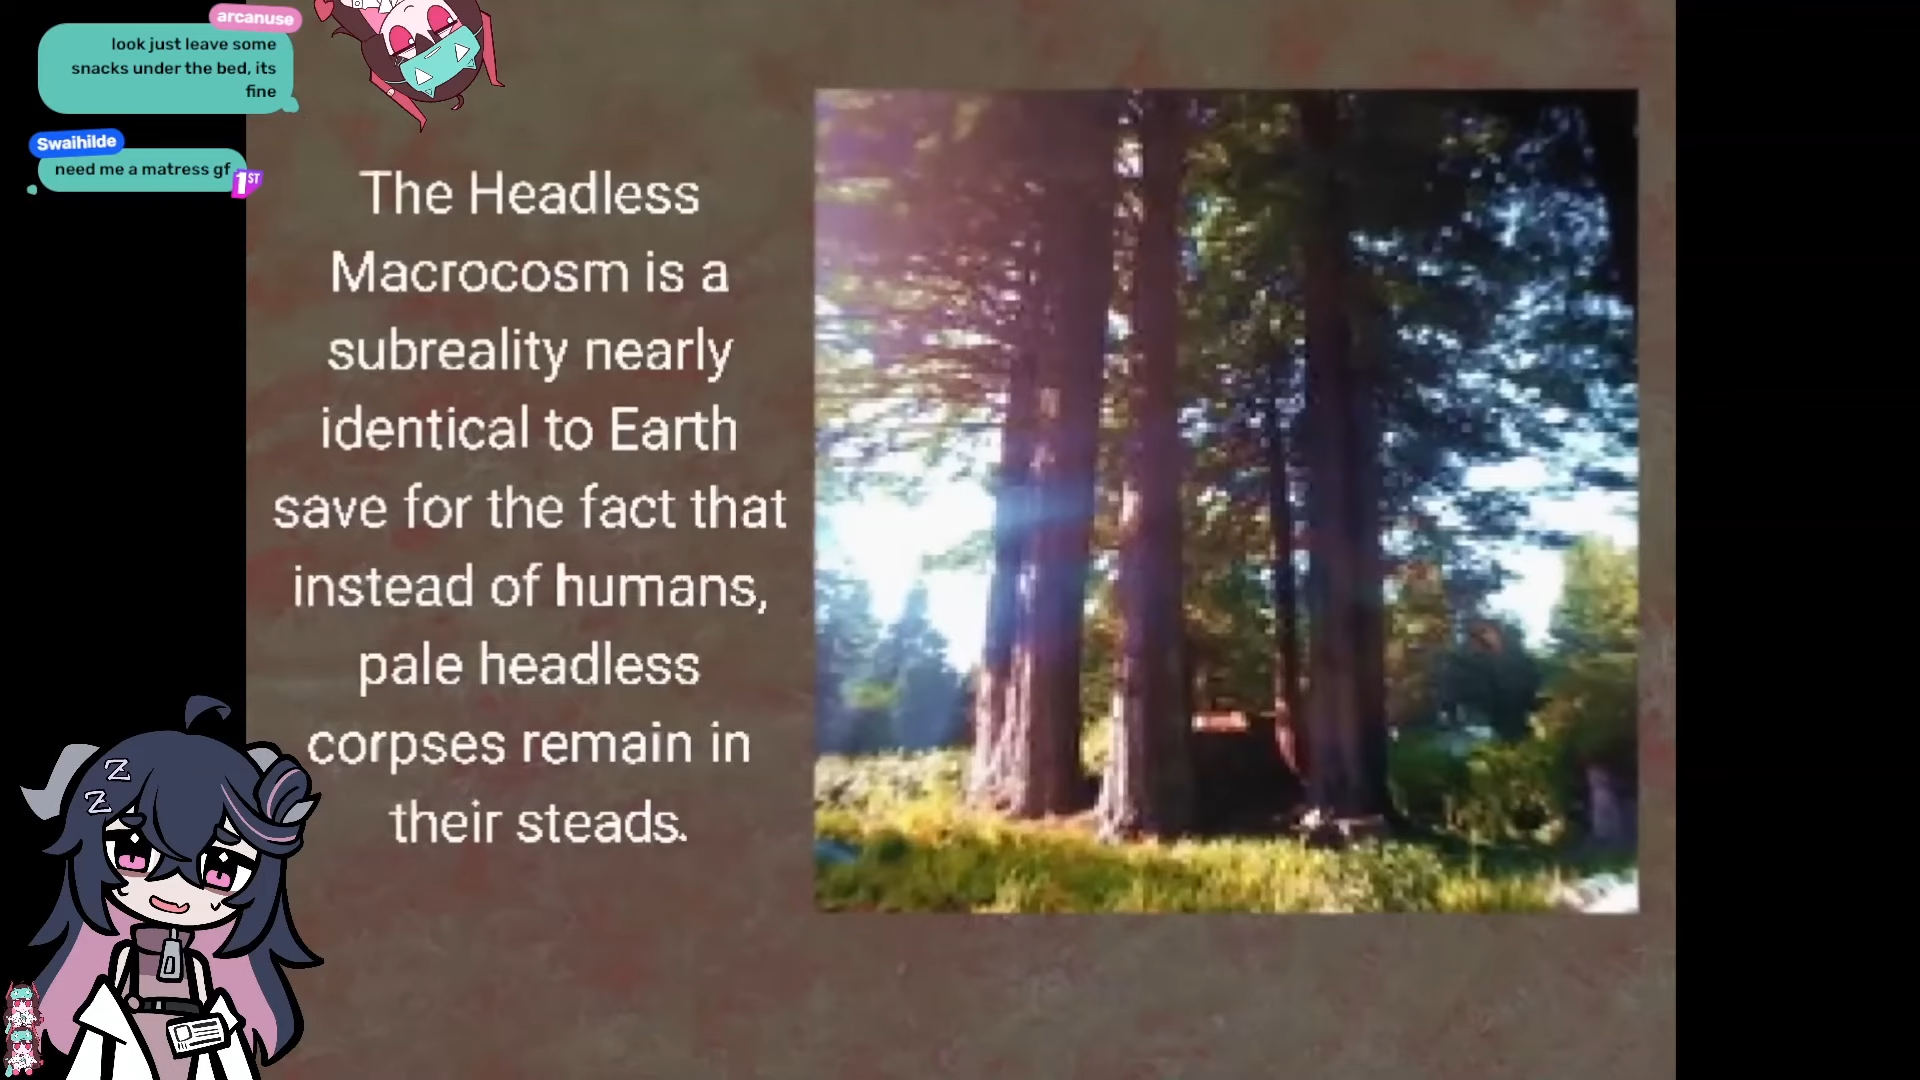 arcanuse
look just leave some
snacks under the bed, its
fine
Swaihilde
need me a matress gf
1ST
The Headless
Macrocosm is a
subreality nearly
identical to Earth
save for the fact that
instead of humans,
pale headless
corpses remain in
their steads.
Z
Z